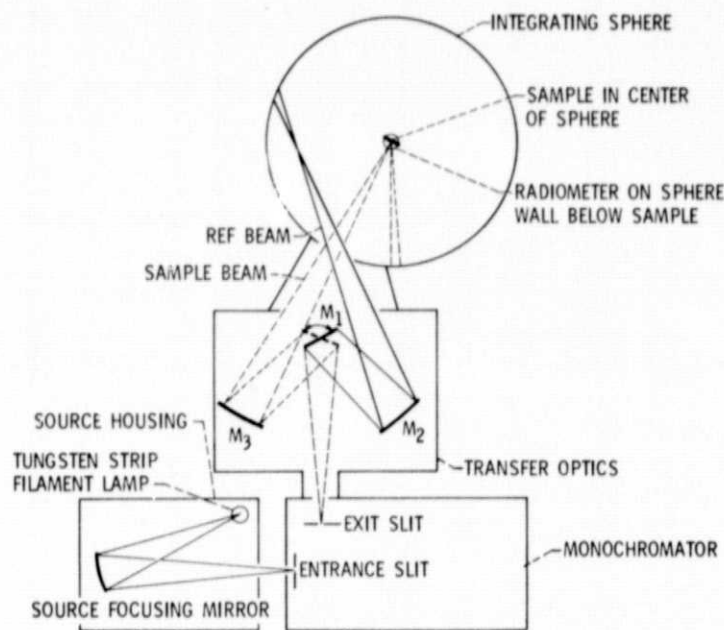 INTEGRATING SPHERE
SAMPLE IN CENTER
OF SPHERE
RADIOMETER ON SPHERE
WALL BELOW SAMPLE
REF BEAM
SAMPLE BEAM
M1
M3
M2
SOURCE HOUSING
TUNGSTEN STRIP
FILAMENT LAMP
TRANSFER OPTICS
EXIT SLIT
MONOCHROMATOR
ENTRANCE SLIT
SOURCE FOCUSING MIRROR